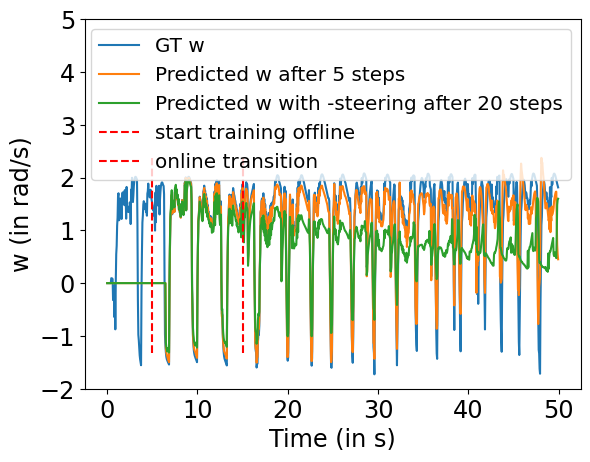 5
4
3
2
1
0
−1
−2
w (in rad/s)
GT w
Predicted w after 5 steps
Predicted w with -steering after 20 steps
start training offline
online transition
0 10 20 30 40 50
Time (in s)